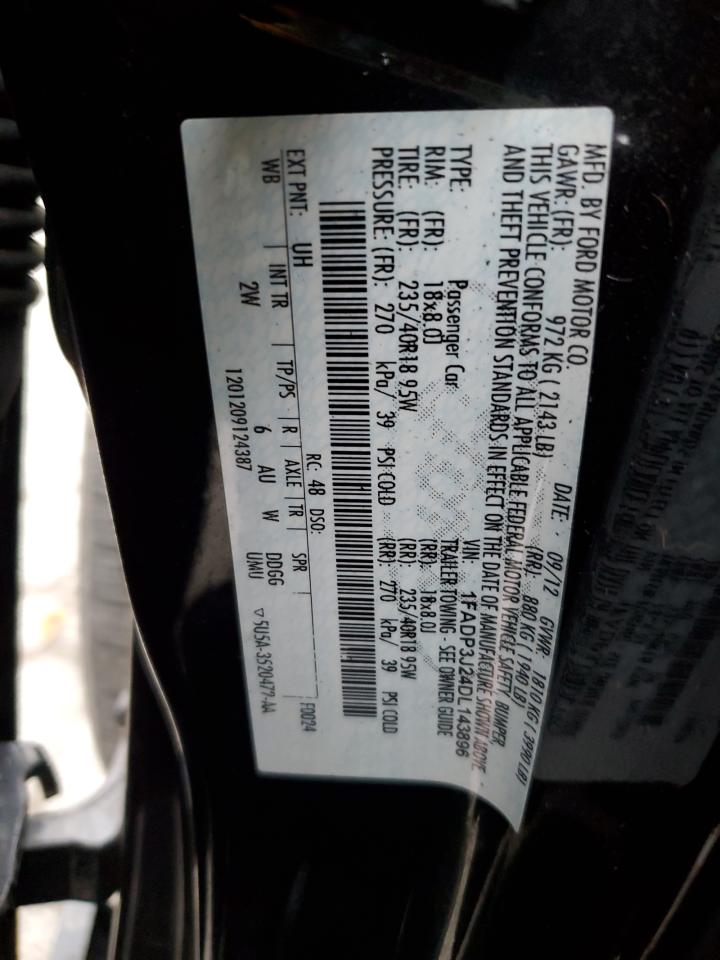 MFD. BY FORD MOTOR CO.
DATE: 09/12 GVWR: 1810 KG ( 3990 LB)
GAWR: (FR): 972 KG ( 2143 LB) (RR): 880 KG ( 1940 LB)
THIS VEHICLE CONFORMS TO ALL APPLICABLE FEDERAL MOTOR VEHICLE SAFETY, BUMPER,
AND THEFT PREVENTION STANDARDS IN EFFECT ON THE DATE OF MANUFACTURE SHOWN ABOVE.
VIN: 1FADP3J24DL143896
TYPE: Passenger Car TRAILER TOWING - SEE OWNER GUIDE
RIM: (FR): 18x8.0J (RR): 18x8.0J
TIRE: (FR): 235/40R18 95W (RR): 235/40R18 95W
PRESSURE: (FR): 270 kPa/ 39 PSI COLD (RR): 270 kPa/ 39 PSI COLD
F0024
EXT PNT: UH RC: 48 DSO:
WB INT TR TP/PS R AXLE TR SPR
2W 6 AU W DDGG
1201209124387 UMU ▽ 5U5A-3520472-AA